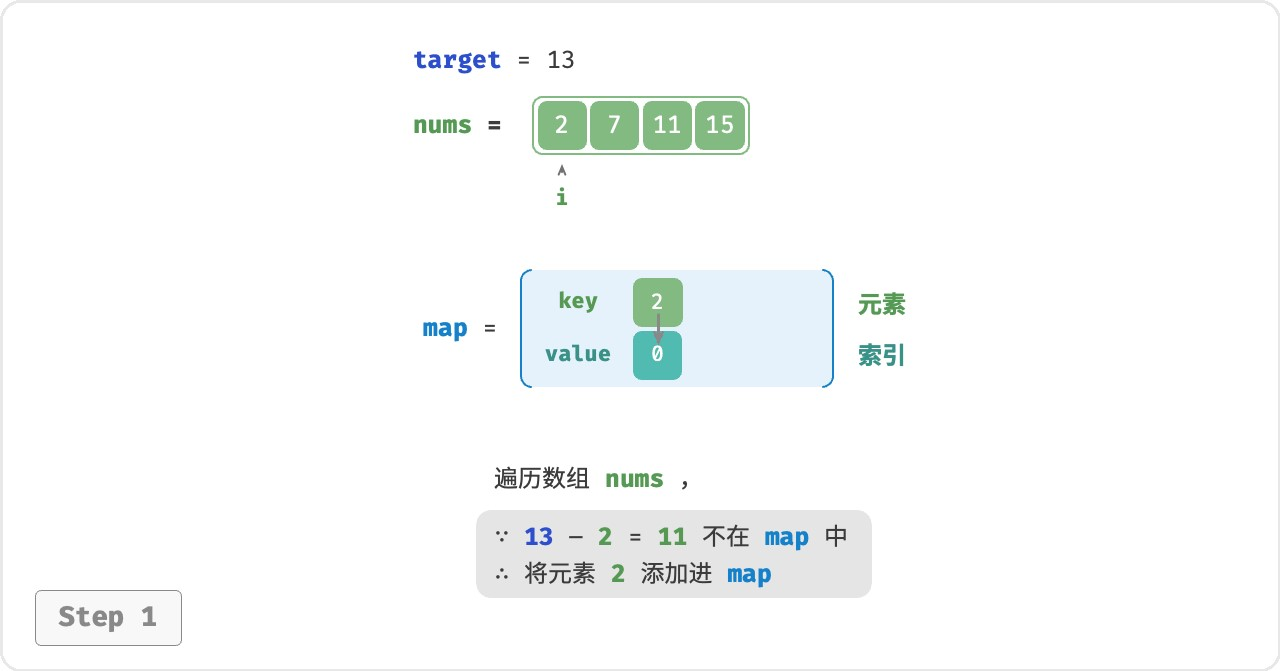 target = 13
nums = 2 7 11 15
i
key 2 元素
map =
value 0 索引
遍历数组 nums ，
∵ 13 − 2 = 11 不在 map 中
∴ 将元素 2 添加进 map
Step 1